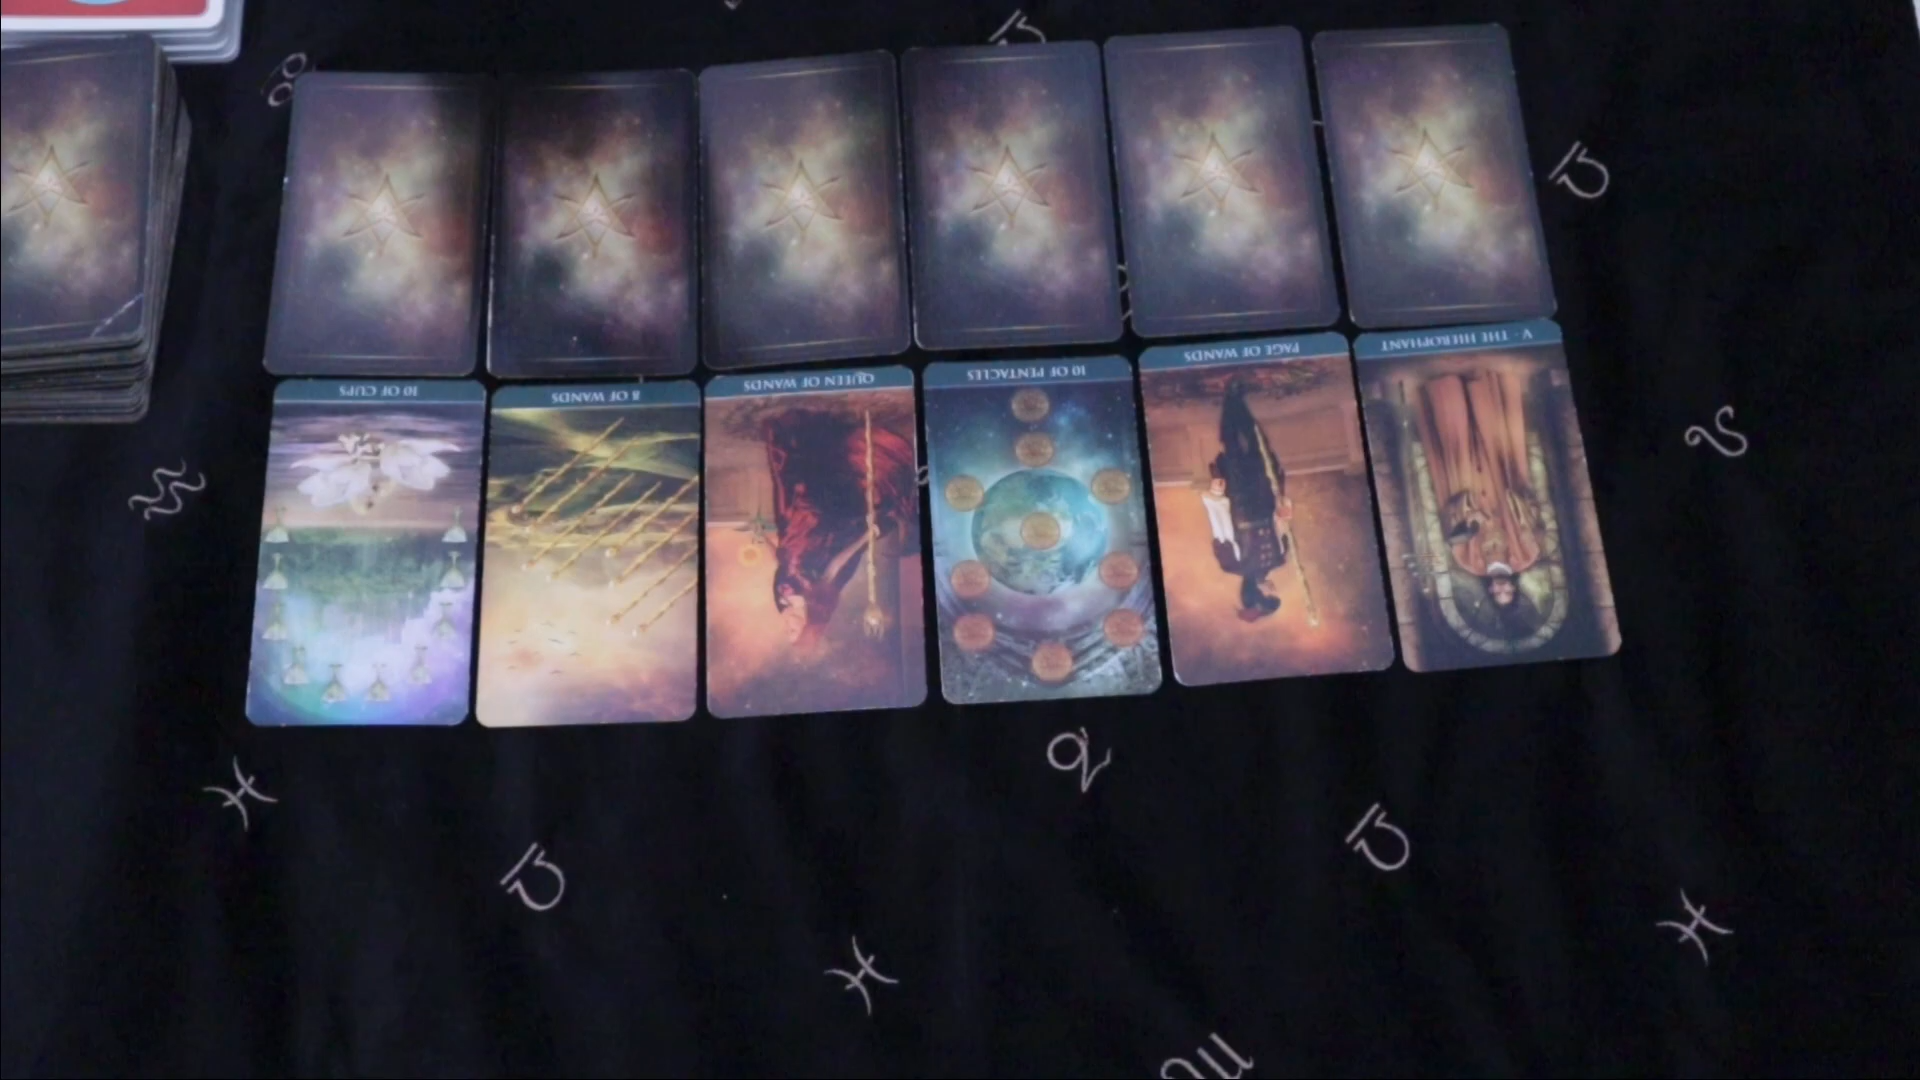 10 OF CUPS
8 OF WANDS
QUEEN OF WANDS
10 OF PENTACLES
PAGE OF WANDS
V - THE HIEROPHANT